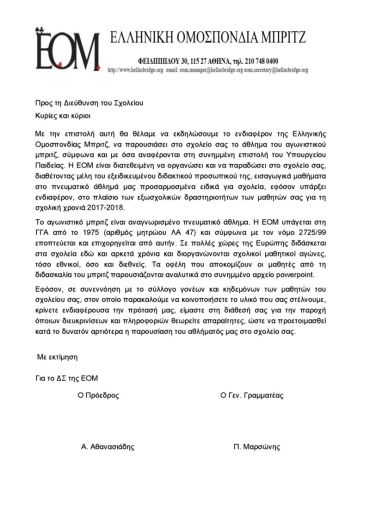 ΕΟΜ
ΕΛΛΗΝΙΚΗ ΟΜΟΣΠΟΝΔΙΑ ΜΠΡΙΤΖ
ΦΕΙΔΙΠΠΙΔΟΥ 30, 115 27 ΑΘΗΝΑ, τηλ. 210 748 0400
http://www.hellasbridge.org email: eom.manager@hellasbridge.org eom.secretary@hellasbridge.org
Προς τη Διεύθυνση του Σχολείου
Κυρίες και κύριοι
Με την επιστολή αυτή θα θέλαμε να εκδηλώσουμε το ενδιαφέρον της Ελληνικής
Ομοσπονδίας Μπριτζ, να παρουσιάσει στο σχολείο σας το άθλημα του αγωνιστικού
μπριτζ, σύμφωνα και με όσα αναφέρονται στη συνημμένη επιστολή του Υπουργείου
Παιδείας. Η ΕΟΜ είναι διατεθειμένη να οργανώσει και να παραδώσει στο σχολείο σας,
διαθέτοντας μέλη του εξειδικευμένου διδακτικού προσωπικού της, εισαγωγικά μαθήματα
στο πνευματικό άθλημά μας προσαρμοσμένα ειδικά για σχολεία, εφόσον υπάρξει
ενδιαφέρον, στο πλαίσιο των εξωσχολικών δραστηριοτήτων των μαθητών σας για τη
σχολική χρονιά 2017-2018.
Το αγωνιστικό μπριτζ είναι αναγνωρισμένο πνευματικό άθλημα. Η ΕΟΜ υπάγεται στη
ΓΓΑ από το 1975 (αριθμός μητρώου ΛΑ 47) και σύμφωνα με τον νόμο 2725/99
εποπτεύεται και επιχορηγείται από αυτήν. Σε πολλές χώρες της Ευρώπης διδάσκεται
στα σχολεία εδώ και αρκετά χρόνια και διοργανώνονται σχολικοί μαθητικοί αγώνες,
τόσο εθνικοί, όσο και διεθνείς. Τα οφέλη που αποκομίζουν οι μαθητές από τη
διδασκαλία του μπριτζ παρουσιάζονται αναλυτικά στο συνημμένο αρχείο powerpoint.
Εφόσον, σε συνεννόηση με το σύλλογο γονέων και κηδεμόνων των μαθητών του
σχολείου σας, στον οποίο παρακαλούμε να κοινοποιήσετε το υλικό που σας στέλνουμε,
κρίνετε ενδιαφέρουσα την πρότασή μας, είμαστε στη διάθεσή σας για την παροχή
όποιων διευκρινίσεων και πληροφοριών θεωρείτε απαραίτητες, ώστε να προετοιμασθεί
κατά το δυνατόν αρτιότερα η παρουσίαση του αθλήματός μας στο σχολείο σας.
Με εκτίμηση
Για το ΔΣ της ΕΟΜ
Ο Πρόεδρος Ο Γεν. Γραμματέας
Α. Αθανασιάδης Π. Μαρσώνης